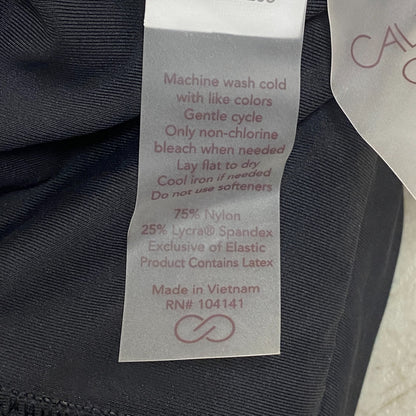 CA
Machine wash cold
with like colors
Gentle cycle
Only non-chlorine
bleach when needed
Lay flat to dry
Cool iron if needed
Do not use softeners
75% Nylon
25% Lycra® Spandex
Exclusive of Elastic
Product Contains Latex
Made in Vietnam
RN# 104141